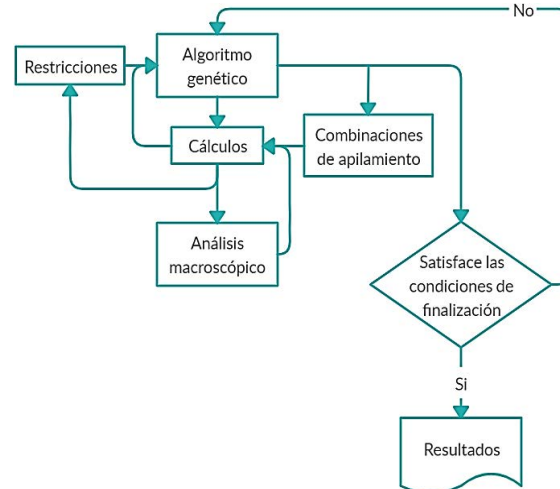 No
Algoritmo
genético
Restricciones
Cálculos
Combinaciones
de apilamiento
Análisis
macroscópico
Satisface las
condiciones de
finalización
Si
Resultados